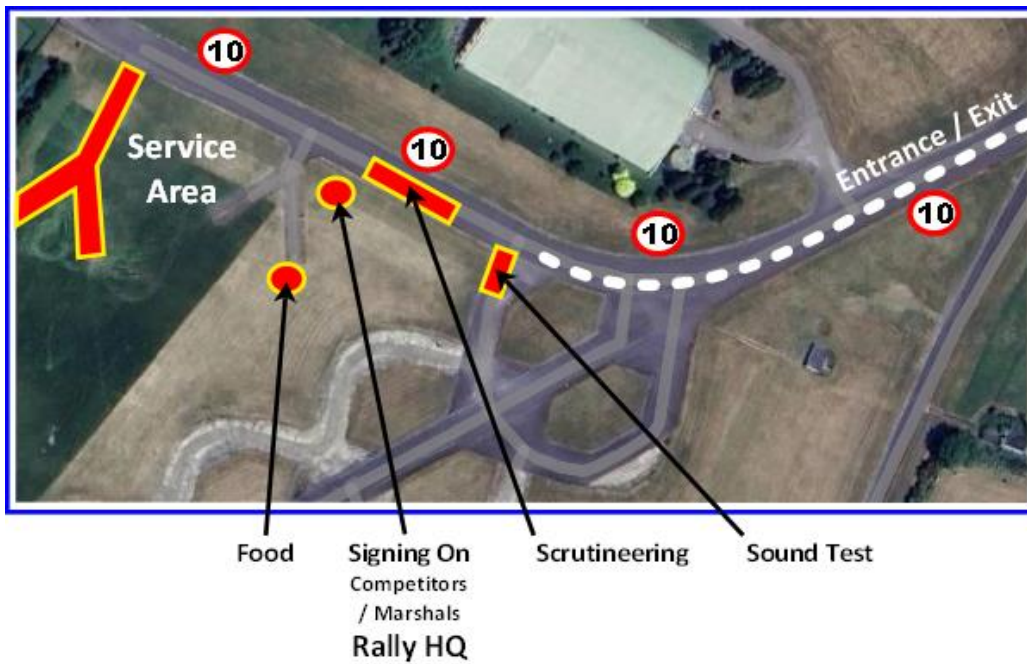 10
Service
Area
10
Entrance / Exit
10
10
Food
Signing On
Competitors
/ Marshals
Rally HQ
Scrutineering
Sound Test